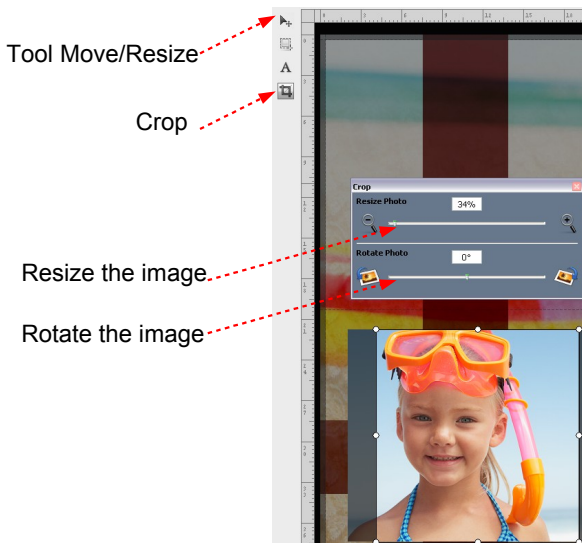 Tool Move/Resize
A
Crop
Crop
Resize Photo
34%
Rotate Photo
0°
Resize the image
Rotate the image